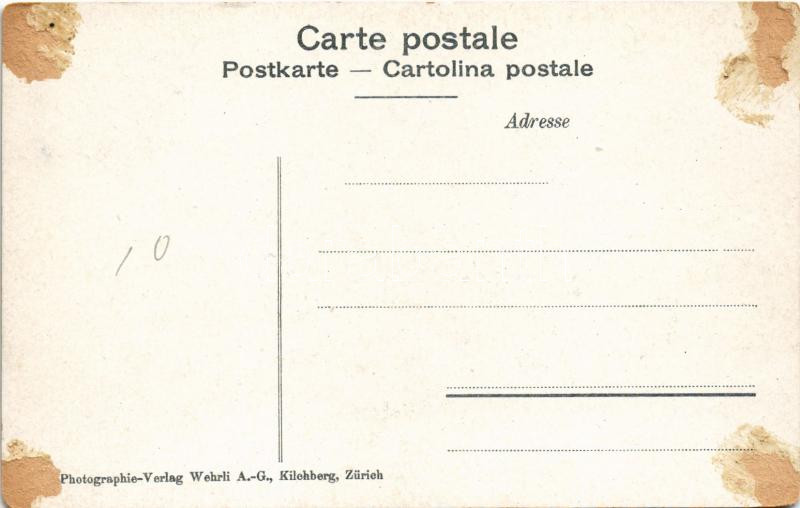 Carte postale
Postkarte — Cartolina postale
Adresse
10
Photographie-Verlag Wehrli A.-G., Kilchberg, Zürich